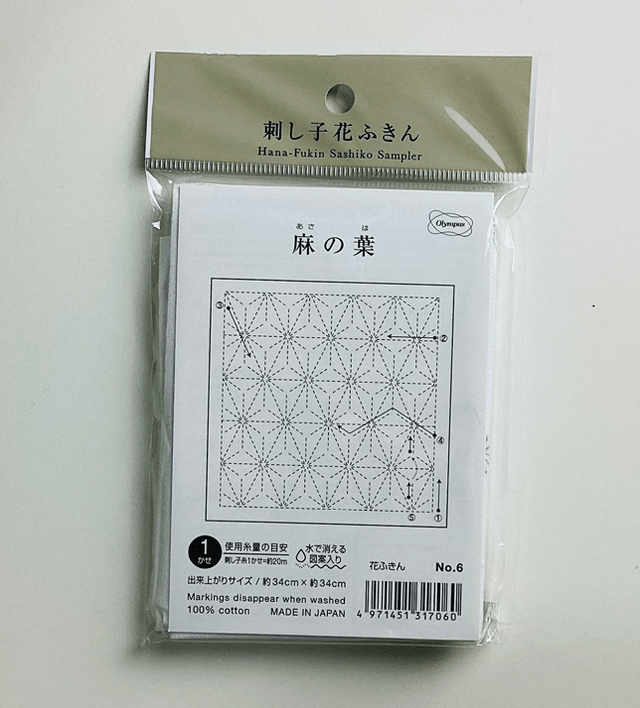 刺し子花ふきん
Hana-Fukin Sashiko Sampler
Olympus
あさ は
麻の葉
③
②
④
⑤
①
1
かせ
使用糸量の目安
刺し子糸1かせ=約20m
水で消える
図案入り
花ふきん No.6
出来上がりサイズ / 約34cm×約34cm
Markings disappear when washed
100% cotton MADE IN JAPAN
4 971451 317060